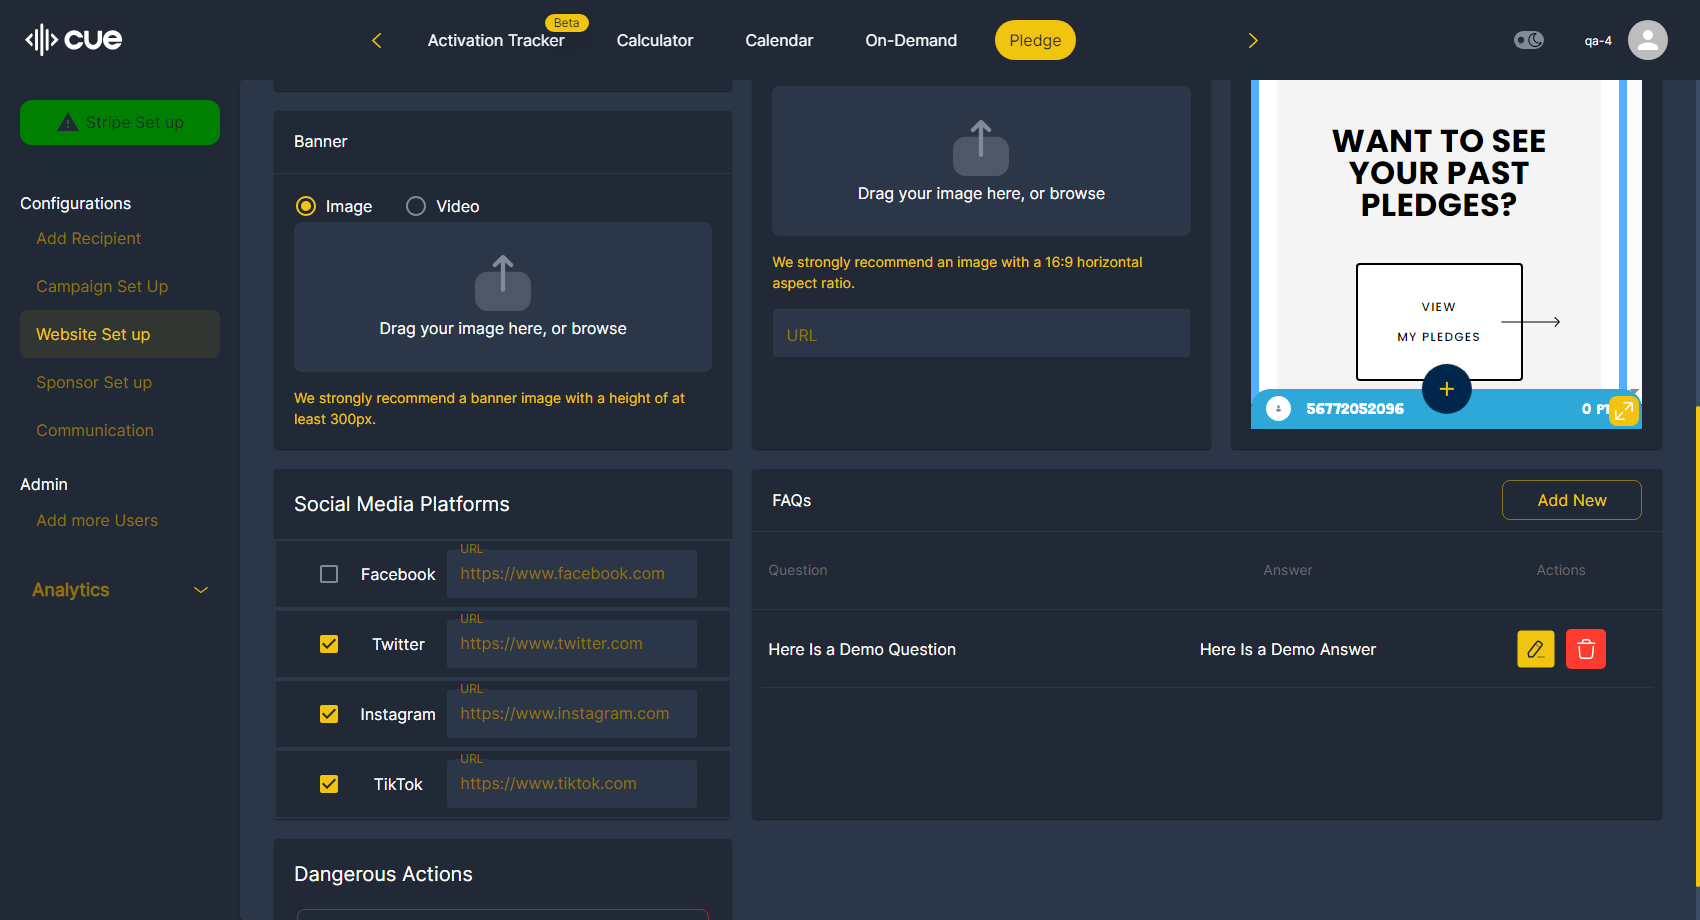 cue
Activation Tracker
Beta
Calculator
Calendar
On-Demand
Pledge
qa-4
Stripe Set up
Configurations
Add Recipient
Campaign Set Up
Website Set up
Sponsor Set up
Communication
Admin
Add more Users
Analytics
Banner
Image
Video
Drag your image here, or browse
We strongly recommend a banner image with a height of at
least 300px.
Drag your image here, or browse
We strongly recommend an image with a 16:9 horizontal
aspect ratio.
URL
WANT TO SEE
YOUR PAST
PLEDGES?
VIEW
MY PLEDGES
56772052096
0
Social Media Platforms
Facebook
URL
https://www.facebook.com
Twitter
URL
https://www.twitter.com
Instagram
URL
https://www.instagram.com
TikTok
URL
https://www.tiktok.com
FAQs
Add New
Question
Answer
Actions
Here Is a Demo Question
Here Is a Demo Answer
Dangerous Actions